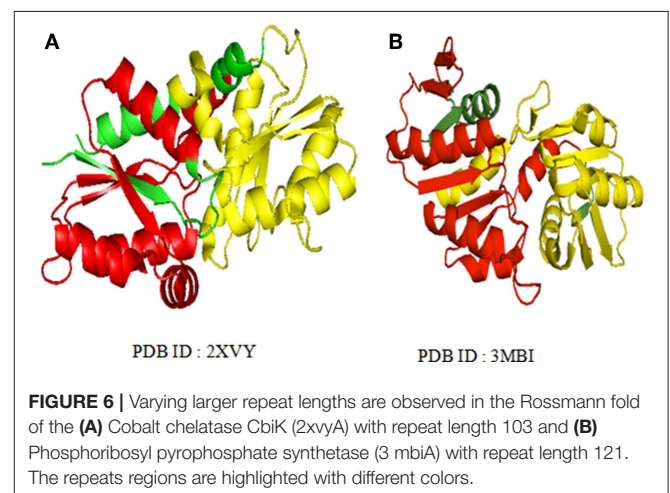 A
B
PDB ID : 2XVY
PDB ID : 3MBI
FIGURE 6 | Varying larger repeat lengths are observed in the Rossmann fold
of the (A) Cobalt chelatase CbiK (2xvyA) with repeat length 103 and (B)
Phosphoribosyl pyrophosphate synthetase (3 mbiA) with repeat length 121.
The repeats regions are highlighted with different colors.